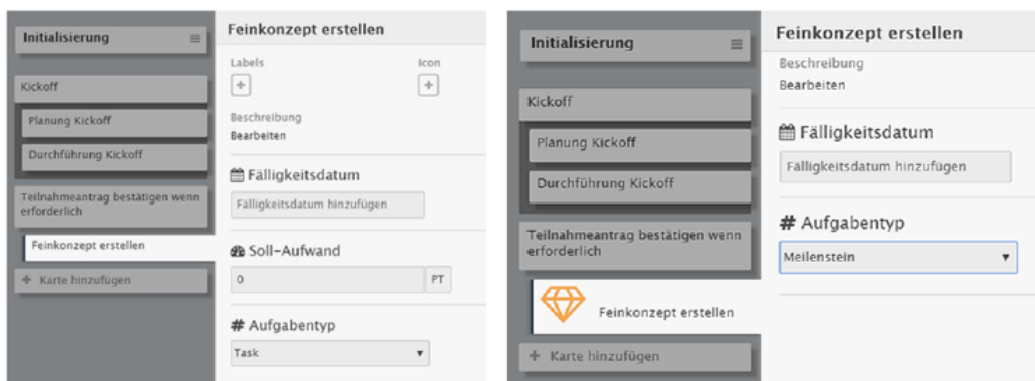 Initialisierung
Kickoff
Planung Kickoff
Durchführung Kickoff
Teilnahmeantrag bestätigen wenn
erforderlich
Feinkonzept erstellen
+ Karte hinzufügen
Feinkonzept erstellen
Labels Icon
+ +
Beschreibung
Bearbeiten
Fälligkeitsdatum
Fälligkeitsdatum hinzufügen
Soll-Aufwand
0 PT
# Aufgabentyp
Task
Initialisierung
Kickoff
Planung Kickoff
Durchführung Kickoff
Teilnahmeantrag bestätigen wenn
erforderlich
Feinkonzept erstellen
+ Karte hinzufügen
Feinkonzept erstellen
Beschreibung
Bearbeiten
Fälligkeitsdatum
Fälligkeitsdatum hinzufügen
# Aufgabentyp
Meilenstein